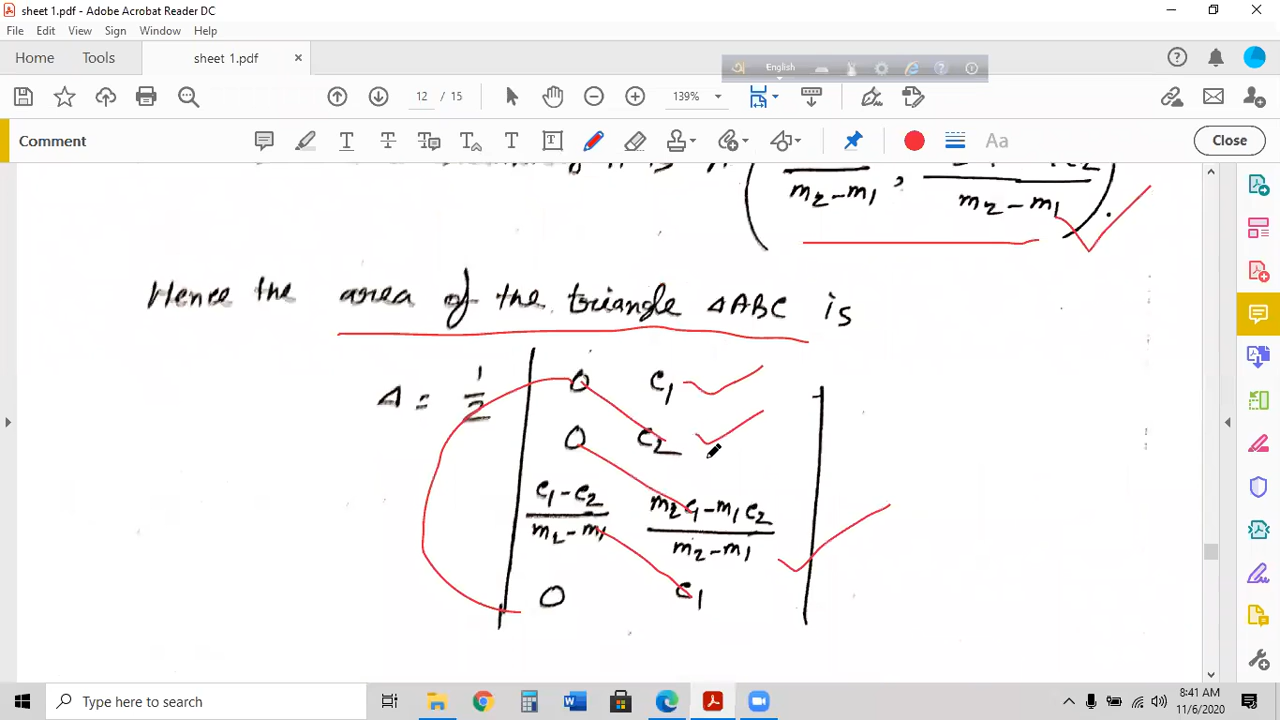 sheet 1.pdf - Adobe Acrobat Reader DC
File Edit View Sign Window Help
Home Tools sheet 1.pdf
English
12 / 15 139%
Comment Close
m₂-m₁ , m₂-m₁ .
Hence the area of the triangle ΔABC is
Δ = 1/2 | 0 c₁
0 c₂
c₁-c₂ / m₂-m₁ m₂c₁-m₁c₂ / m₂-m₁
0 c₁ |
Type here to search
8:41 AM
11/6/2020